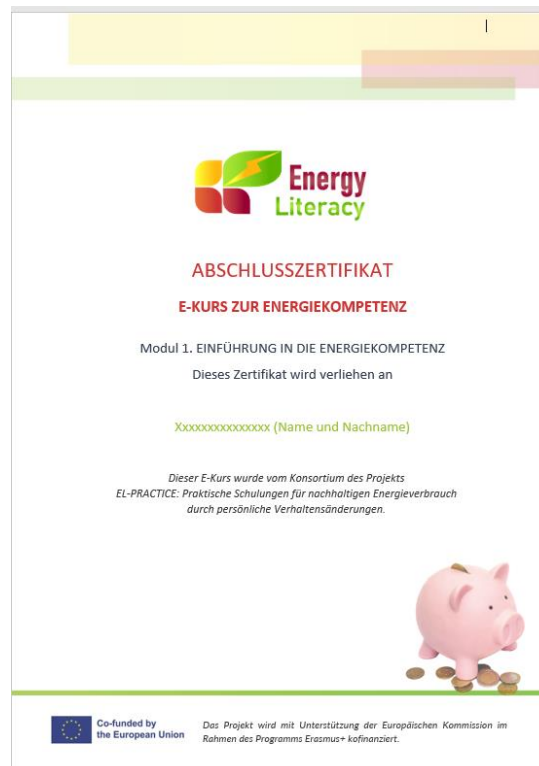 Energy
Literacy
ABSCHLUSSZERTIFIKAT
E-KURS ZUR ENERGIEKOMPETENZ
Modul 1. EINFÜHRUNG IN DIE ENERGIEKOMPETENZ
Dieses Zertifikat wird verliehen an
Xxxxxxxxxxxxxxx (Name und Nachname)
Dieser E-Kurs wurde vom Konsortium des Projekts
EL-PRACTICE: Praktische Schulungen für nachhaltigen Energieverbrauch
durch persönliche Verhaltensänderungen.
Co-funded by
the European Union
Das Projekt wird mit Unterstützung der Europäischen Kommission im
Rahmen des Programms Erasmus+ kofinanziert.